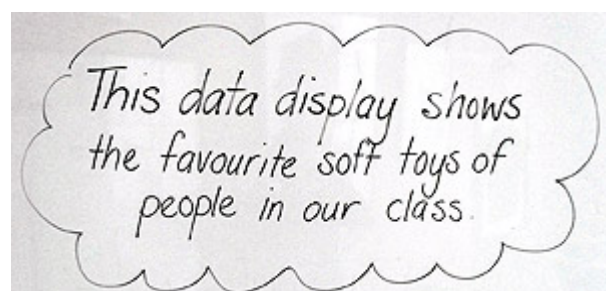 This data display shows
the favourite soft toys of
people in our class.